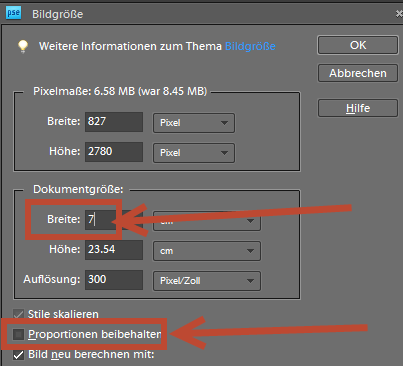 pse Bildgröße
Weitere Informationen zum Thema Bildgröße
OK
Abbrechen
Hilfe
Pixelmaße: 6.58 MB (war 8.45 MB)
Breite: 827 Pixel
Höhe: 2780 Pixel
Dokumentgröße:
Breite: 7 cm
Höhe: 23.54 cm
Auflösung: 300 Pixel/Zoll
Stile skalieren
Proportionen beibehalten
Bild neu berechnen mit: